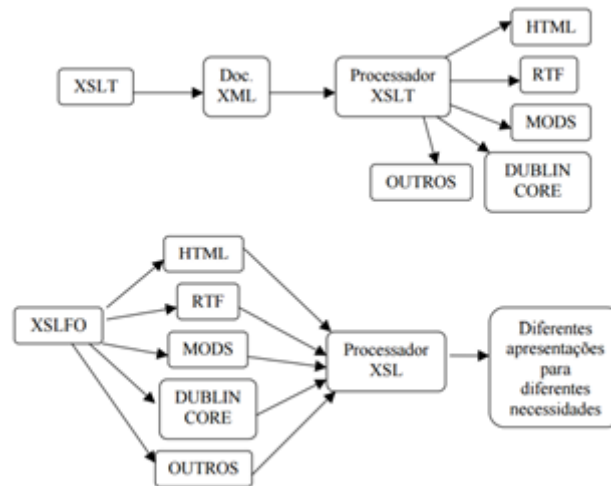 XSLT
Doc.
XML
Processador
XSLT
HTML
RTF
MODS
DUBLIN
CORE
OUTROS
XSLFO
HTML
RTF
MODS
DUBLIN
CORE
OUTROS
Processador
XSL
Diferentes
apresentações
para
diferentes
necessidades